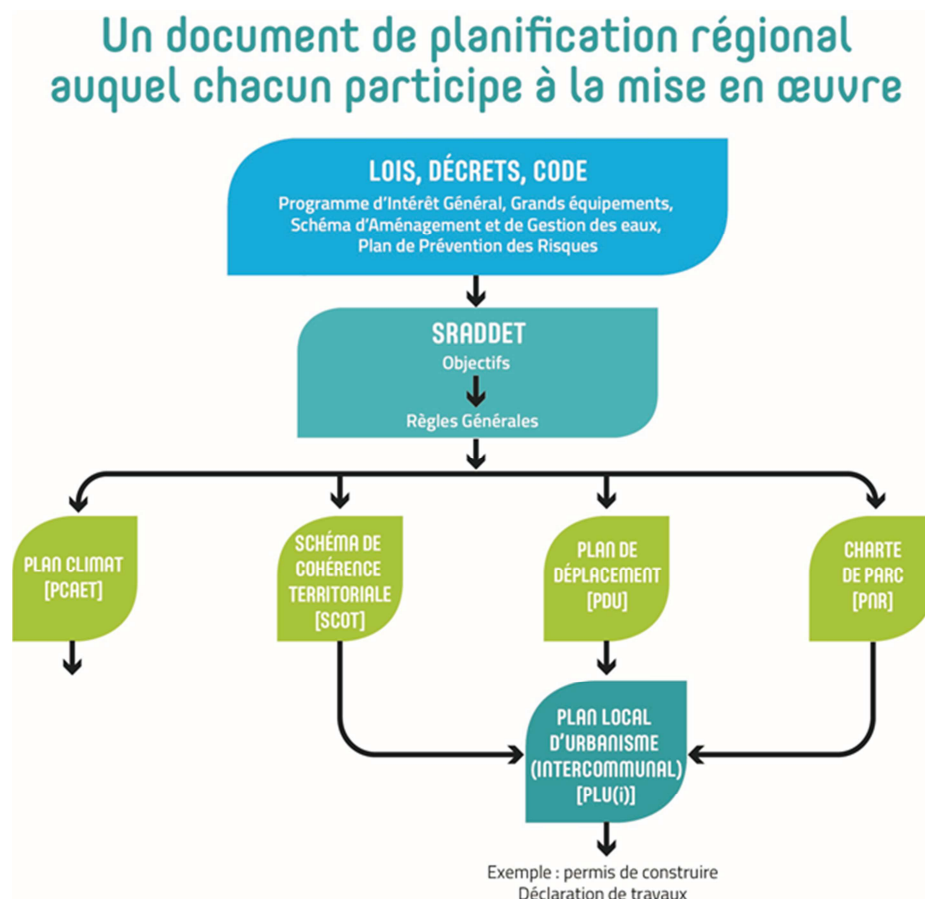 Un document de planification régional
auquel chacun participe à la mise en œuvre
LOIS, DÉCRETS, CODE
Programme d'Intérêt Général, Grands équipements,
Schéma d'Aménagement et de Gestion des eaux,
Plan de Prévention des Risques
SRADDET
Objectifs
Règles Générales
PLAN CLIMAT
[PCAET]
SCHÉMA DE
COHÉRENCE
TERRITORIALE
[SCOT]
PLAN DE
DÉPLACEMENT
[PDU]
CHARTE
DE PARC
[PNR]
PLAN LOCAL
D'URBANISME
(INTERCOMMUNAL)
[PLU(i)]
Exemple : permis de construire
Déclaration de travaux